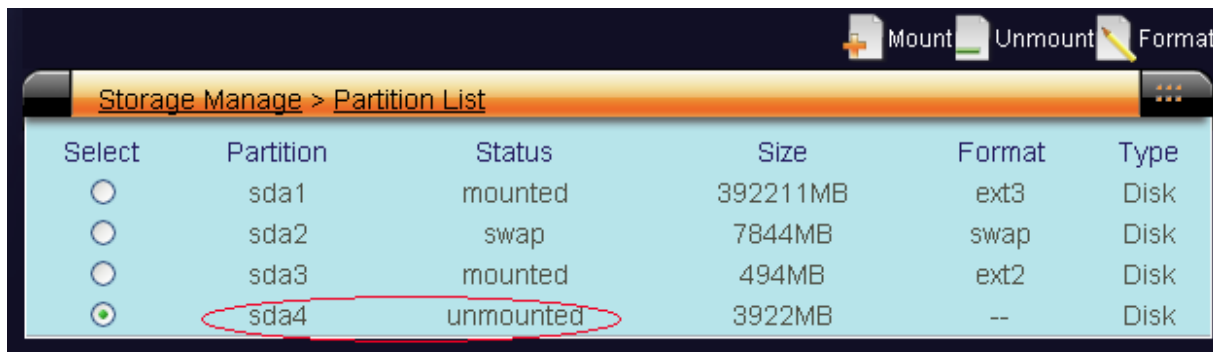 Mount Unmount Format
Storage Manage > Partition List
Select Partition Status Size Format Type
sda1 mounted 392211MB ext3 Disk
sda2 swap 7844MB swap Disk
sda3 mounted 494MB ext2 Disk
sda4 unmounted 3922MB -- Disk